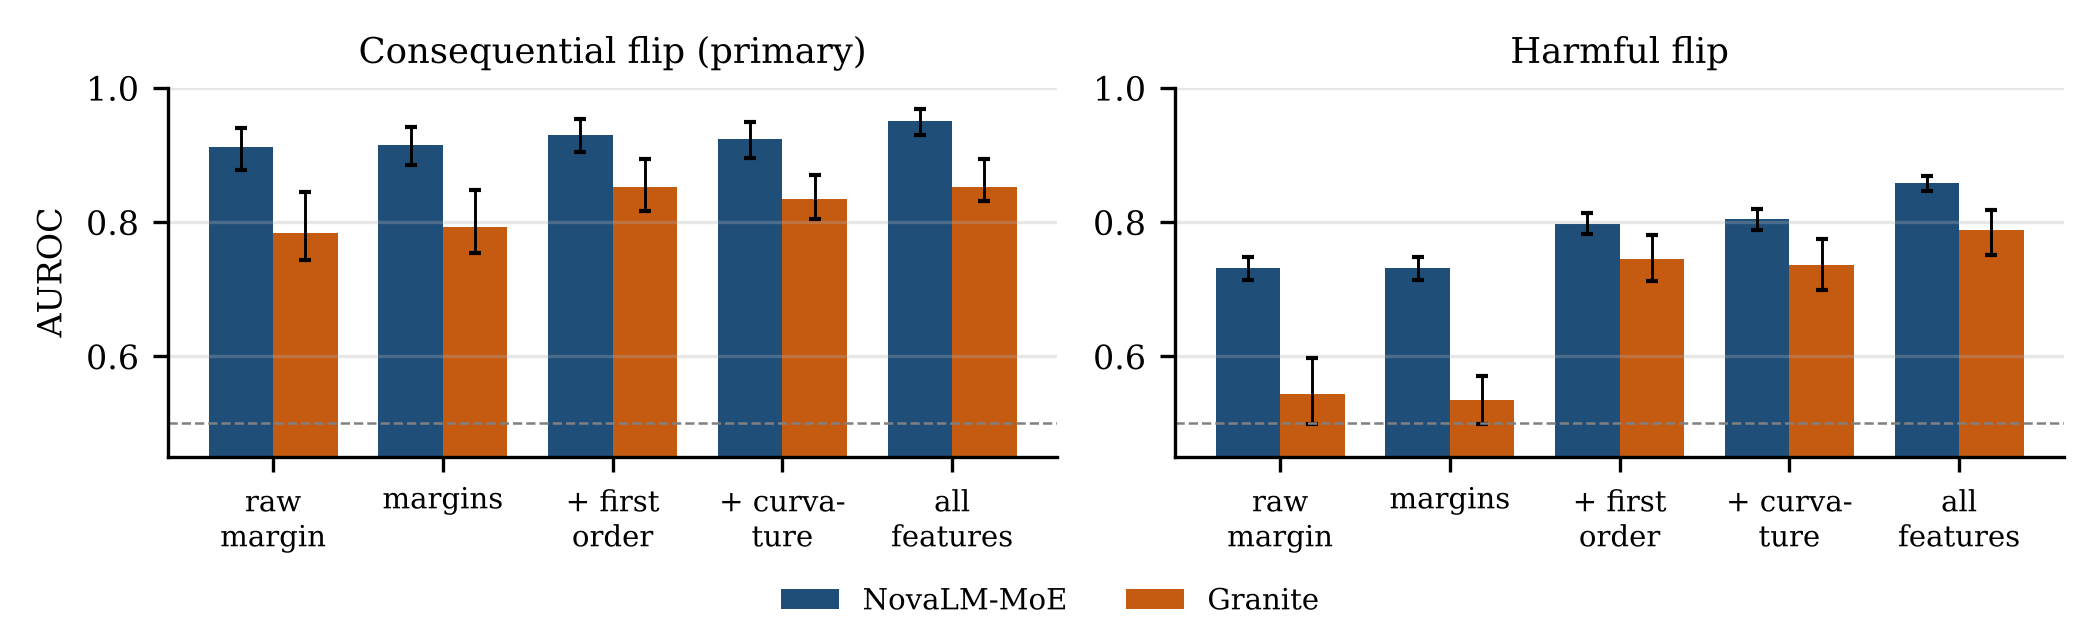 Consequential flip (primary)
Harmful flip
AUROC
1.0
0.8
0.6
raw
margin
margins
+ first
order
+ curva-
ture
all
features
1.0
0.8
0.6
raw
margin
margins
+ first
order
+ curva-
ture
all
features
NovaLM-MoE
Granite